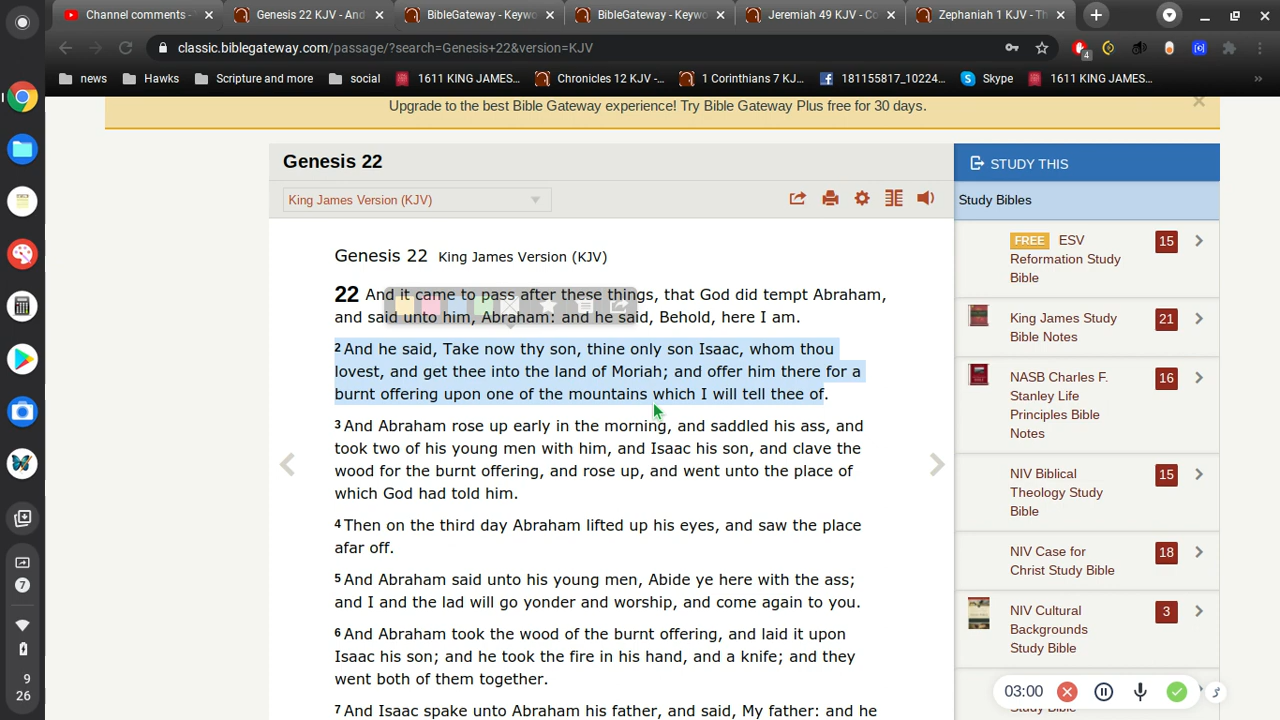 Channel comments -
Genesis 22 KJV - And
BibleGateway - Keywo
BibleGateway - Keywo
Jeremiah 49 KJV - Co
Zephaniah 1 KJV - Th
classic.biblegateway.com/passage/?search=Genesis+22&version=KJV
4
news
Hawks
Scripture and more
social
1611 KING JAMES...
Chronicles 12 KJV -...
1 Corinthians 7 KJ...
181155817_10224...
Skype
1611 KING JAMES...
»
Upgrade to the best Bible Gateway experience! Try Bible Gateway Plus free for 30 days.
Genesis 22
King James Version (KJV)
Genesis 22 King James Version (KJV)
22 And it came to pass after these things, that God did tempt Abraham,
and said unto him, Abraham: and he said, Behold, here I am.
2 And he said, Take now thy son, thine only son Isaac, whom thou
lovest, and get thee into the land of Moriah; and offer him there for a
burnt offering upon one of the mountains which I will tell thee of.
3 And Abraham rose up early in the morning, and saddled his ass, and
took two of his young men with him, and Isaac his son, and clave the
wood for the burnt offering, and rose up, and went unto the place of
which God had told him.
4 Then on the third day Abraham lifted up his eyes, and saw the place
afar off.
5 And Abraham said unto his young men, Abide ye here with the ass;
and I and the lad will go yonder and worship, and come again to you.
6 And Abraham took the wood of the burnt offering, and laid it upon
Isaac his son; and he took the fire in his hand, and a knife; and they
went both of them together.
7 And Isaac spake unto Abraham his father, and said, My father: and he
STUDY THIS
Study Bibles
FREE ESV
Reformation Study
Bible
15
King James Study
Bible Notes
21
NASB Charles F.
Stanley Life
Principles Bible
Notes
16
NIV Biblical
Theology Study
Bible
15
NIV Case for
Christ Study Bible
18
NIV Cultural
Backgrounds
Study Bible
3
03:00
7
9
26